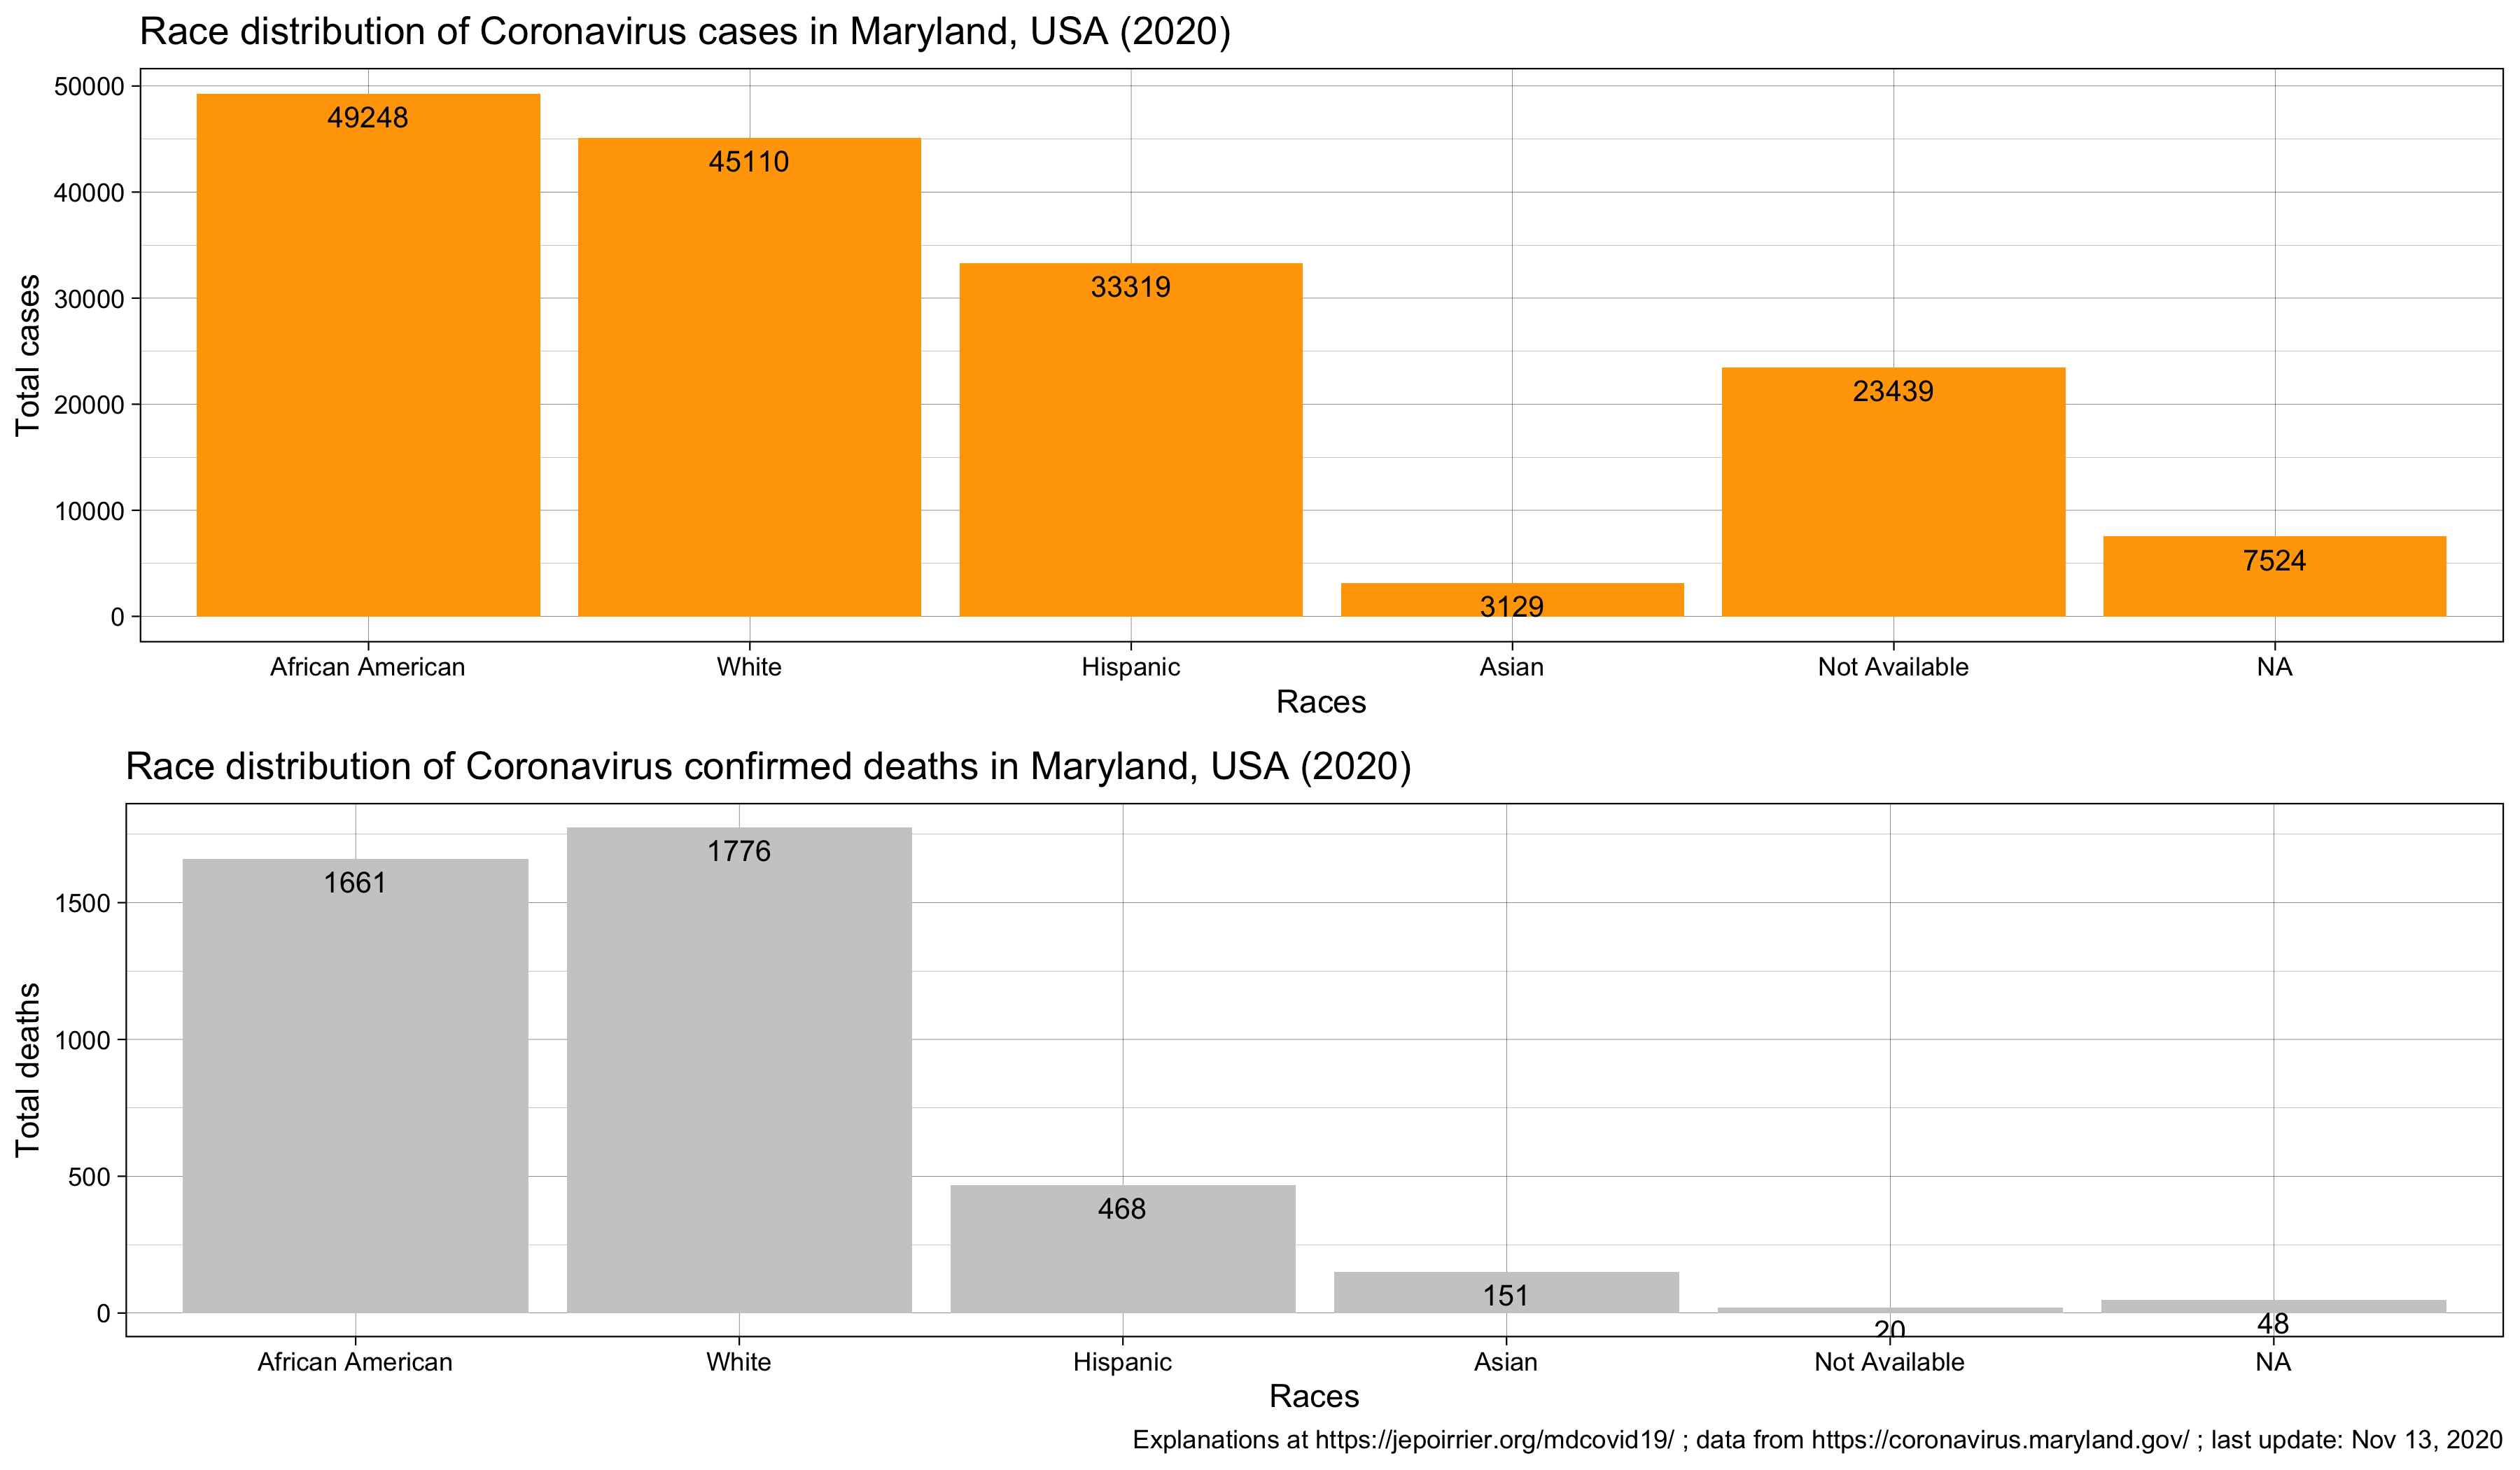 Race distribution of Coronavirus cases in Maryland, USA (2020)
50000
40000
30000
20000
10000
0
Total cases
49248
45110
33319
3129
23439
7524
African American
White
Hispanic
Asian
Not Available
NA
Races
Race distribution of Coronavirus confirmed deaths in Maryland, USA (2020)
1500
1000
500
0
Total deaths
1661
1776
468
151
20
48
African American
White
Hispanic
Asian
Not Available
NA
Races
Explanations at https://jepoirrier.org/mdcovid19/ ; data from https://coronavirus.maryland.gov/ ; last update: Nov 13, 2020